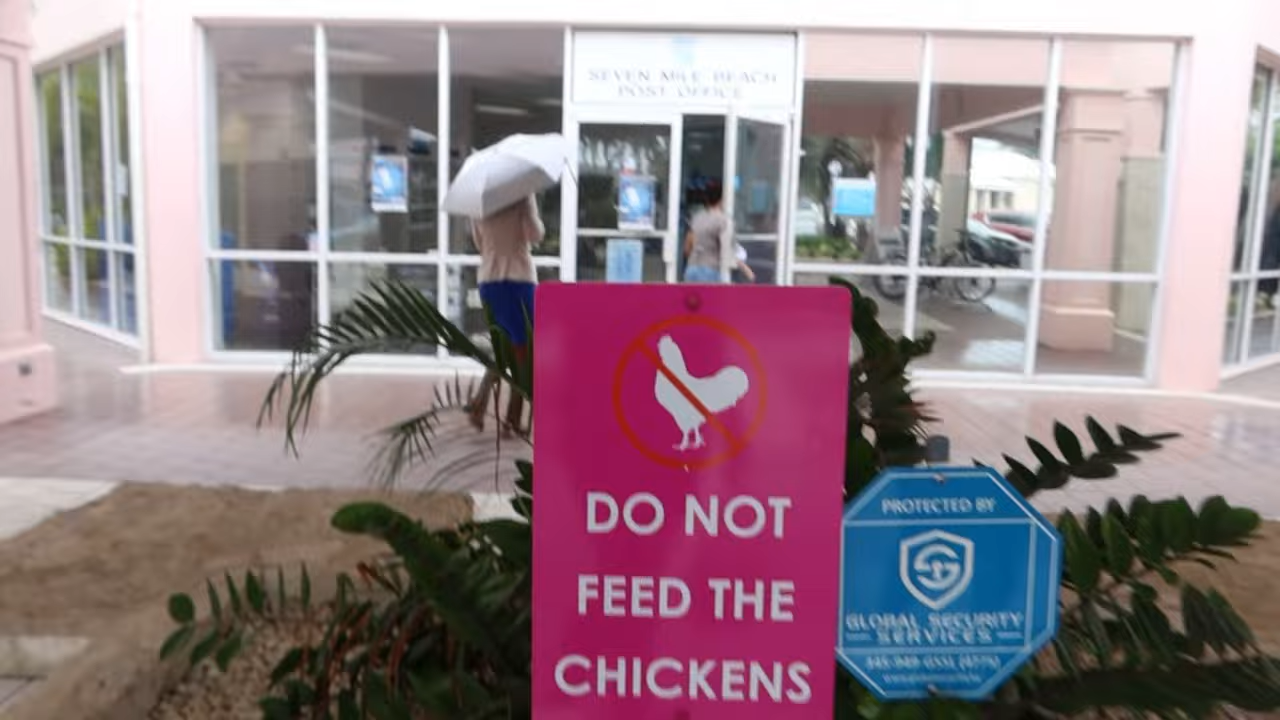 SEVEN MILE BEACH
POST OFFICE
DO NOT
FEED THE
CHICKENS
PROTECTED BY
GLOBAL SECURITY
SERVICES